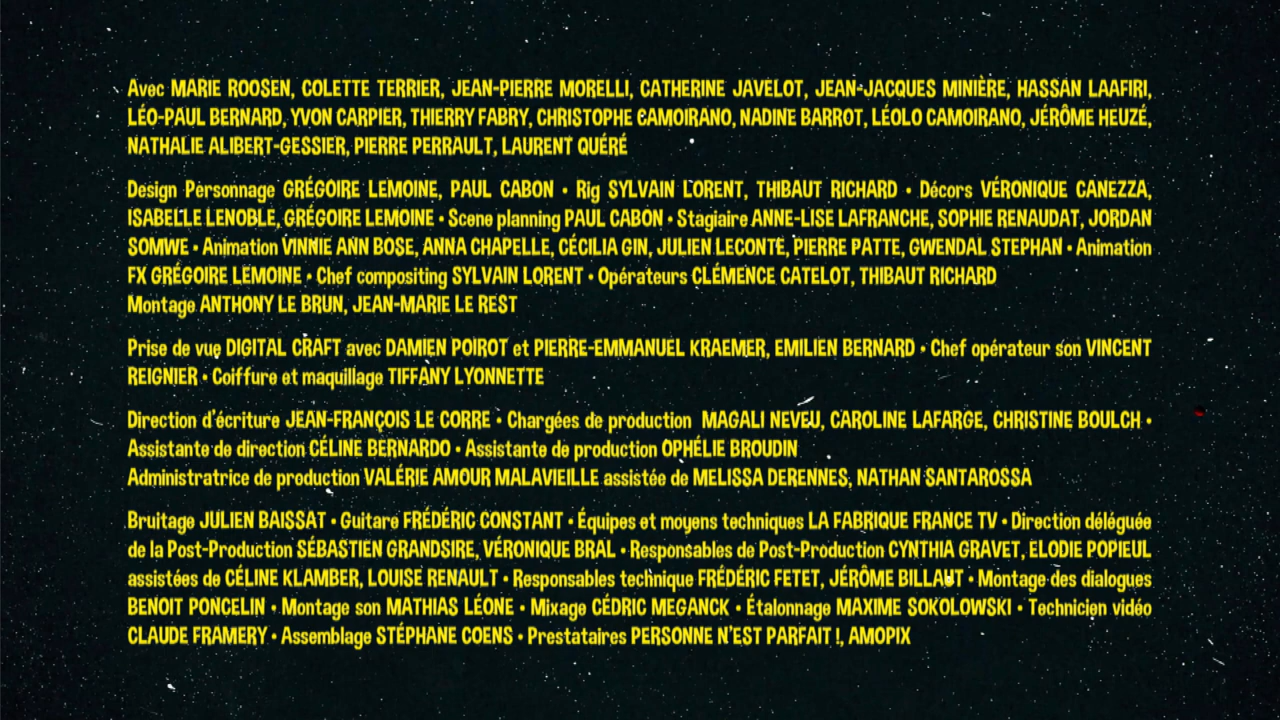 Avec MARIE ROOSEN, COLETTE TERRIER, JEAN-PIERRE MORELLI, CATHERINE JAVELOT, JEAN-JACQUES MINIÈRE, HASSAN LAAFIRI,
LÉO-PAUL BERNARD, YVON CARPIER, THIERRY FABRY, CHRISTOPHE CAMOIRANO, NADINE BARROT, LÉOLO CAMOIRANO, JÉRÔME HEUZÉ,
NATHALIE ALIBERT-GESSIER, PIERRE PERRAULT, LAURENT QUÉRÉ
Design Personnage GRÉGOIRE LEMOINE, PAUL CABON • Rig SYLVAIN LORENT, THIBAUT RICHARD • Décors VÉRONIQUE CANEZZA,
ISABELLE LENOBLE, GRÉGOIRE LEMOINE • Scene planning PAUL CABON • Stagiaire ANNE-LISE LAFRANCHE, SOPHIE RENAUDAT, JORDAN
SOMWE • Animation VINNIE ANN BOSE, ANNA CHAPELLE, CÉCILIA GIN, JULIEN LECONTE, PIERRE PATTE, GWENDAL STEPHAN • Animation
FX GRÉGOIRE LEMOINE • Chef compositing SYLVAIN LORENT • Opérateurs CLÉMENCE CATELOT, THIBAUT RICHARD
Montage ANTHONY LE BRUN, JEAN-MARIE LE REST
Prise de vue DIGITAL CRAFT avec DAMIEN POIROT et PIERRE-EMMANUEL KRAEMER, EMILIEN BERNARD • Chef opérateur son VINCENT
REIGNIER • Coiffure et maquillage TIFFANY LYONNETTE
Direction d'écriture JEAN-FRANÇOIS LE CORRE • Chargées de production MAGALI NEVEU, CAROLINE LAFARGE, CHRISTINE BOULCH •
Assistante de direction CÉLINE BERNARDO • Assistante de production OPHÉLIE BROUDIN
Administratrice de production VALÉRIE AMOUR MALAVIEILLE assistée de MELISSA DERENNES, NATHAN SANTAROSSA
Bruitage JULIEN BAISSAT • Guitare FRÉDÉRIC CONSTANT • Équipes et moyens techniques LA FABRIQUE FRANCE TV • Direction déléguée
de la Post-Production SÉBASTIEN GRANDSIRE, VÉRONIQUE BRAL • Responsables de Post-Production CYNTHIA GRAVET, ELODIE POPIEUL
assistées de CÉLINE KLAMBER, LOUISE RENAULT • Responsables technique FRÉDÉRIC FETET, JÉRÔME BILLAUT • Montage des dialogues
BENOIT PONCELIN • Montage son MATHIAS LÉONE • Mixage CÉDRIC MEGANCK • Étalonnage MAXIME SOKOLOWSKI • Technicien vidéo
CLAUDE FRAMERY • Assemblage STÉPHANE COENS • Prestataires PERSONNE N'EST PARFAIT !, AMOPIX